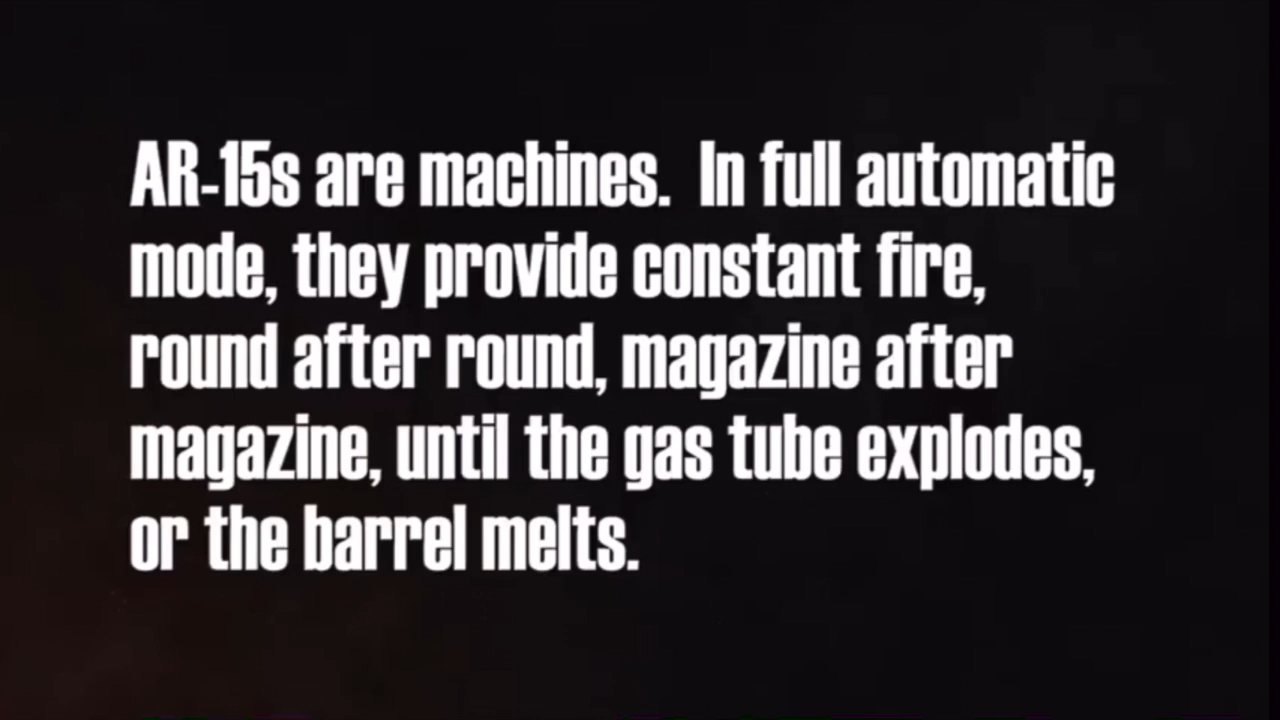 AR-15s are machines.  In full automatic
mode, they provide constant fire,
round after round, magazine after
magazine, until the gas tube explodes,
or the barrel melts.